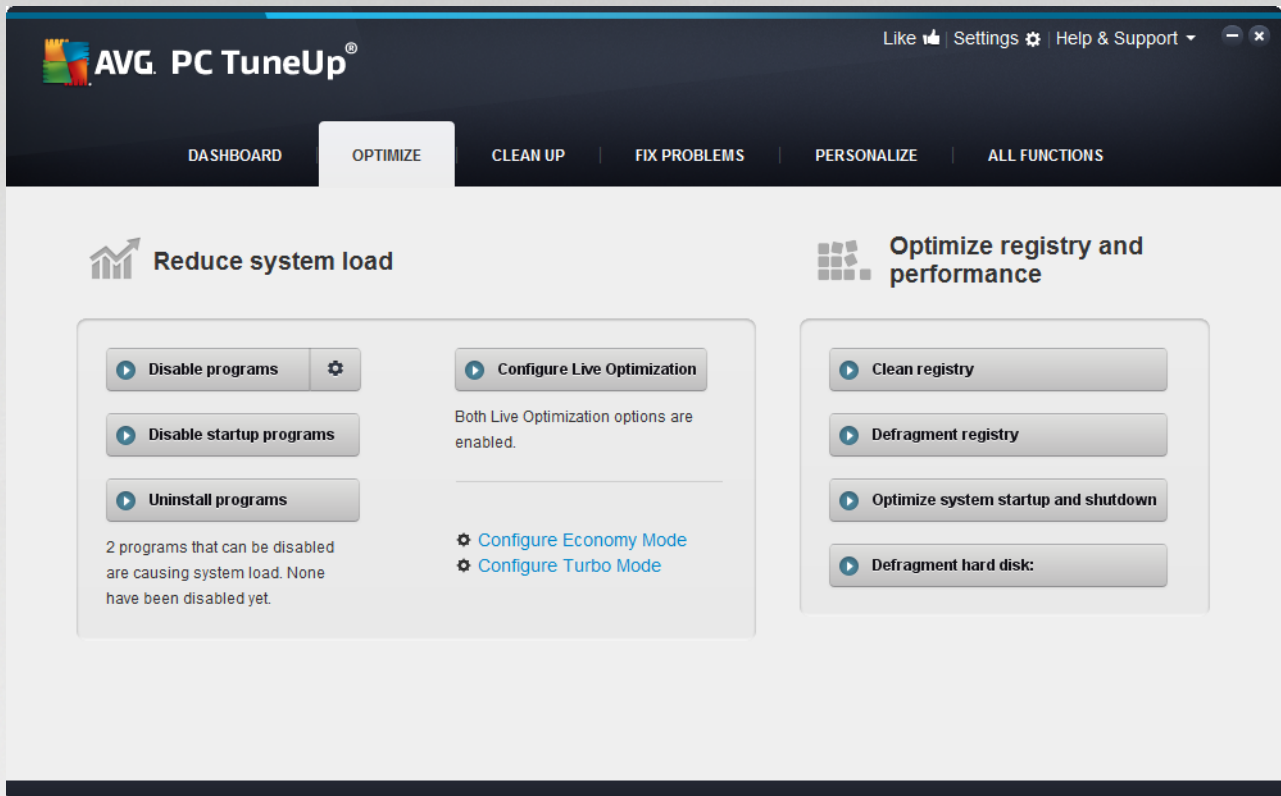 AVG. PC TuneUp®
Like | Settings | Help & Support
DASHBOARD | OPTIMIZE | CLEAN UP | FIX PROBLEMS | PERSONALIZE | ALL FUNCTIONS
Reduce system load
Disable programs
Disable startup programs
Uninstall programs
2 programs that can be disabled
are causing system load. None
have been disabled yet.
Configure Live Optimization
Both Live Optimization options are
enabled.
Configure Economy Mode
Configure Turbo Mode
Optimize registry and
performance
Clean registry
Defragment registry
Optimize system startup and shutdown
Defragment hard disk: